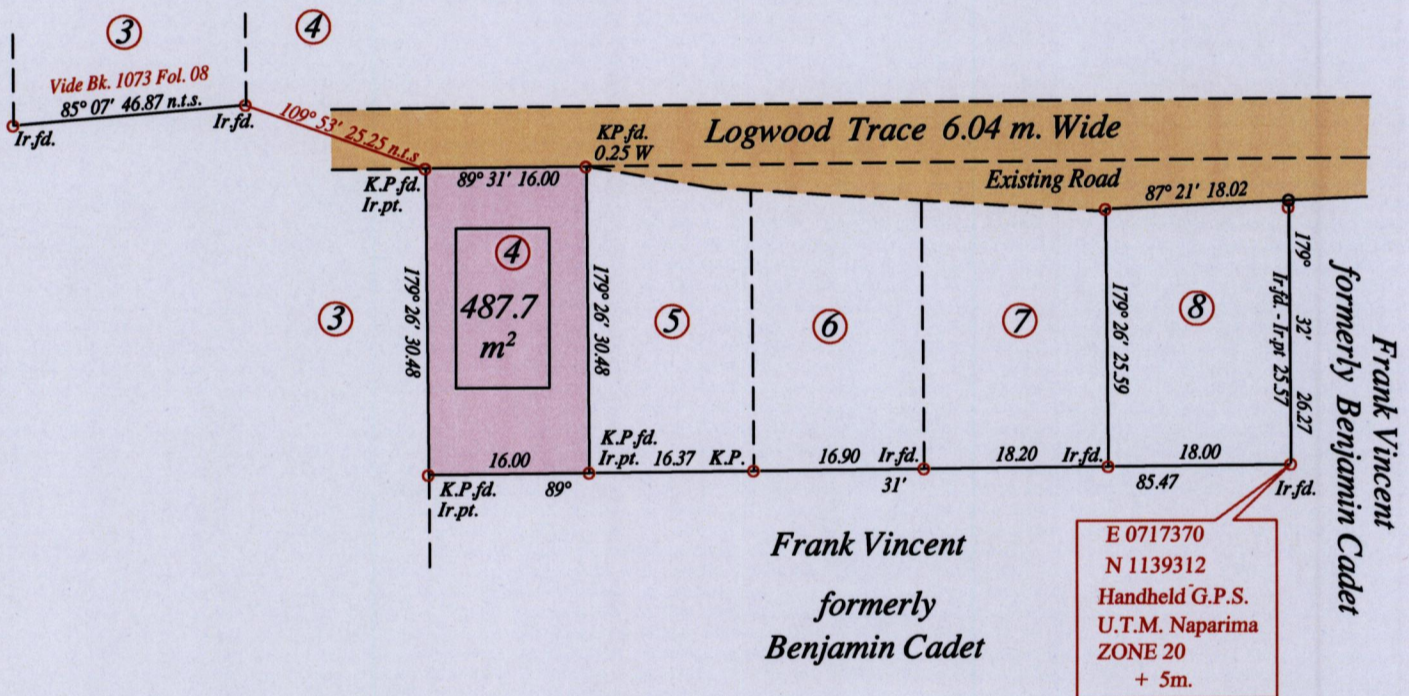 3
4
Vide Bk. 1073 Fol. 08
85° 07' 46.87 n.t.s.
Ir.fd.
Ir.fd.
109° 53' 25.25 n.t.s
KP.fd.
0.25 W
Logwood Trace 6.04 m. Wide
K.P.fd.
Ir.pt.
89° 31' 16.00
Existing Road
87° 21' 18.02
3
179° 26' 30.48
4
487.7
m²
179° 26' 30.48
5
6
7
179° 26' 25.59
8
179° 32' 26.27
Ir.fd. - Ir.pt 25.57
Frank Vincent
formerly Benjamin Cadet
K.P.fd.
Ir.pt.
16.00
89°
K.P.fd.
Ir.pt.
16.37
K.P.
16.90
Ir.fd.
31'
18.20
Ir.fd.
18.00
85.47
Ir.fd.
Frank Vincent
formerly
Benjamin Cadet
E 0717370
N 1139312
Handheld G.P.S.
U.T.M. Naparima
ZONE 20
+ 5m.